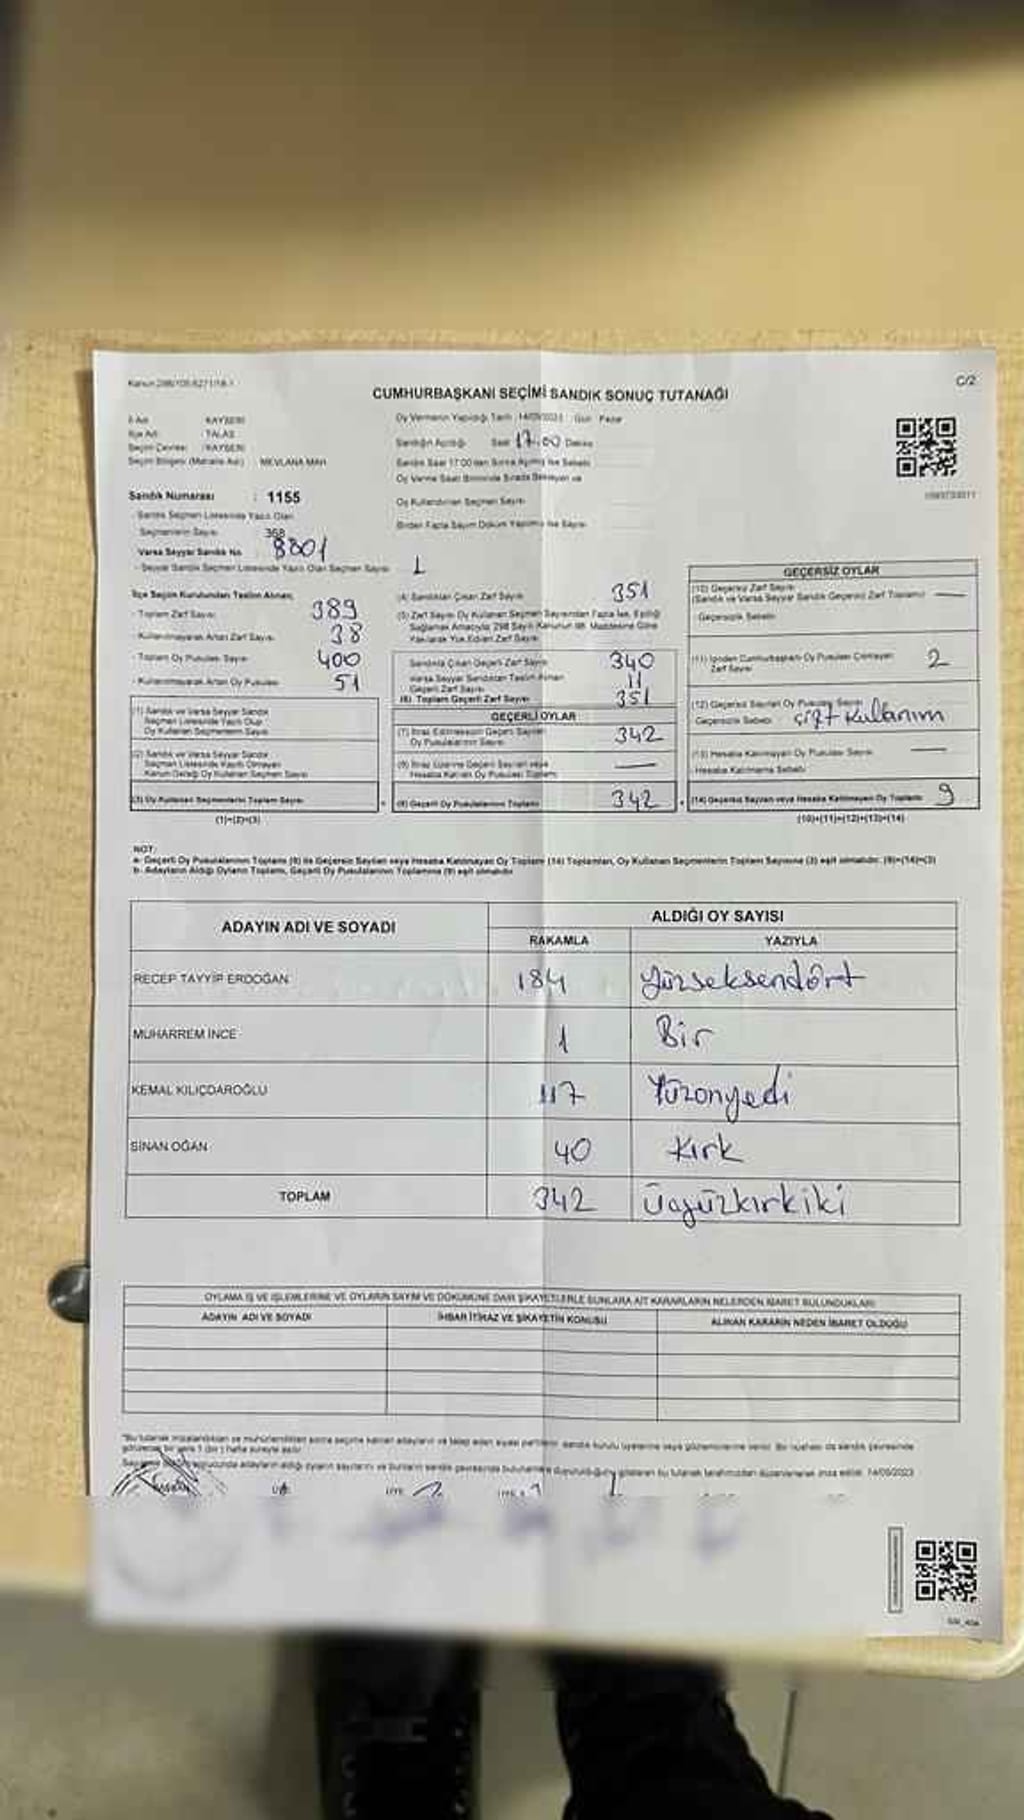 C/2
CUMHURBAŞKANI SEÇİMİ SANDIK SONUÇ TUTANAĞI
İl Adı KAYSERİ
İlçe Adı TALAS
Seçim Çevresi KAYSERİ
Seçim Bölgesi (Mahalle Adı) MEVLANA MAH
Sandık Numarası : 1155
Sandık Seçmen Listesinde Yazılı Olan
Seçmenlerin Sayısı 368
Varsa Seyyar Sandık No 8801
- Seyyar Sandık Seçmen Listesinde Yazılı Olan Seçmen Sayısı 1
Oy Vermenin Yapıldığı Tarih 14/05/2023 Gün Pazar
Sandığın Açıldığı Saat 17.00 Dakika
Sandık Saat 17:00'den Sonra Açılmış İse Sebebi
Oy Verme Saati Bitiminde Sırada Bekleyen ve
Oy Kullandırılan Seçmen Sayısı
Birden Fazla Sayım Döküm Yapılmış İse Sayısı
İlçe Seçim Kurulundan Teslim Alınan;
- Toplam Zarf Sayısı 389
- Kullanılmayarak Artan Zarf Sayısı 38
- Toplam Oy Pusulası Sayısı 400
- Kullanılmayarak Artan Oy Pusulası 51
(1) Sandık ve Varsa Seyyar Sandık
Seçmen Listesinde Yazılı Olup
Oy Kullanan Seçmenlerin Sayısı
(2) Sandık ve Varsa Seyyar Sandık
Seçmen Listesinde Kayıtlı Olmayan
Kanun Gereği Oy Kullanan Seçmen Sayısı
(3) Oy Kullanan Seçmenlerin Toplam Sayısı
(1)+(2)=(3)
(4) Sandıktan Çıkan Zarf Sayısı 351
(5) Zarf Sayısı Oy Kullanan Seçmen Sayısından Fazla İse, Eşitliği
Sağlamak Amacıyla 298 Sayılı Kanunun 98. Maddesine Göre
Yakılarak Yok Edilen Zarf Sayısı
Sandıkta Çıkan Geçerli Zarf Sayısı 340
Varsa Seyyar Sandıktan Teslim Alınan
Geçerli Zarf Sayısı 11
(6) Toplam Geçerli Zarf Sayısı 351
GEÇERLİ OYLAR
(7) İtiraz Edilmeksizin Geçerli Sayılan
Oy Pusulalarının Sayısı 342
(8) İtiraz Üzerine Geçerli Sayılan veya
Hesaba Katılan Oy Pusulası Toplamı
(9) Geçerli Oy Pusulalarının Toplamı 342
GEÇERSİZ OYLAR
(10) Geçersiz Zarf Sayısı
(Sandık ve Varsa Seyyar Sandık Geçersiz Zarf Toplamı)
Geçersizlik Sebebi
(11) İçinden Cumhurbaşkanı Oy Pusulası Çıkmayan
Zarf Sayısı 2
(12) Geçersiz Sayılan Oy Pusulası Sayısı
Geçersizlik Sebebi çift kullanım
(13) Hesaba Katılmayan Oy Pusulası Sayısı
Hesaba Katılmama Sebebi
(14) Geçersiz Sayılan veya Hesaba Katılmayan Oy Toplamı 9
(10)+(11)+(12)+(13)=(14)
NOT:
a- Geçerli Oy Pusulalarının Toplamı (9) ile Geçersiz Sayılan veya Hesaba Katılmayan Oy Toplam (14) Toplamları, Oy Kullanan Seçmenlerin Toplam Sayısına (3) eşit olmalıdır. (9)+(14)=(3)
b- Adayların Aldığı Oyların Toplamı, Geçerli Oy Pusulalarının Toplamına (9) eşit olmalıdır
ADAYIN ADI VE SOYADI ALDIĞI OY SAYISI
RAKAMLA YAZIYLA
RECEP TAYYİP ERDOĞAN 184 Yüzseksendört
MUHARREM İNCE 1 Bir
KEMAL KILIÇDAROĞLU 117 Yüzonyedi
SİNAN OĞAN 40 Kırk
TOPLAM 342 Üçyüzkırkiki
OYLAMA İŞ VE İŞLEMLERİNE VE OYLARIN SAYIM VE DÖKÜMÜNE DAİR ŞİKAYETLERLE BUNLARA AİT KARARLARIN NELERDEN İBARET BULUNDUKLARI
ADAYIN ADI VE SOYADI İHBAR İTİRAZ VE ŞİKAYETİN KONUSU ALINAN KARARIN NEDEN İBARET OLDUĞU